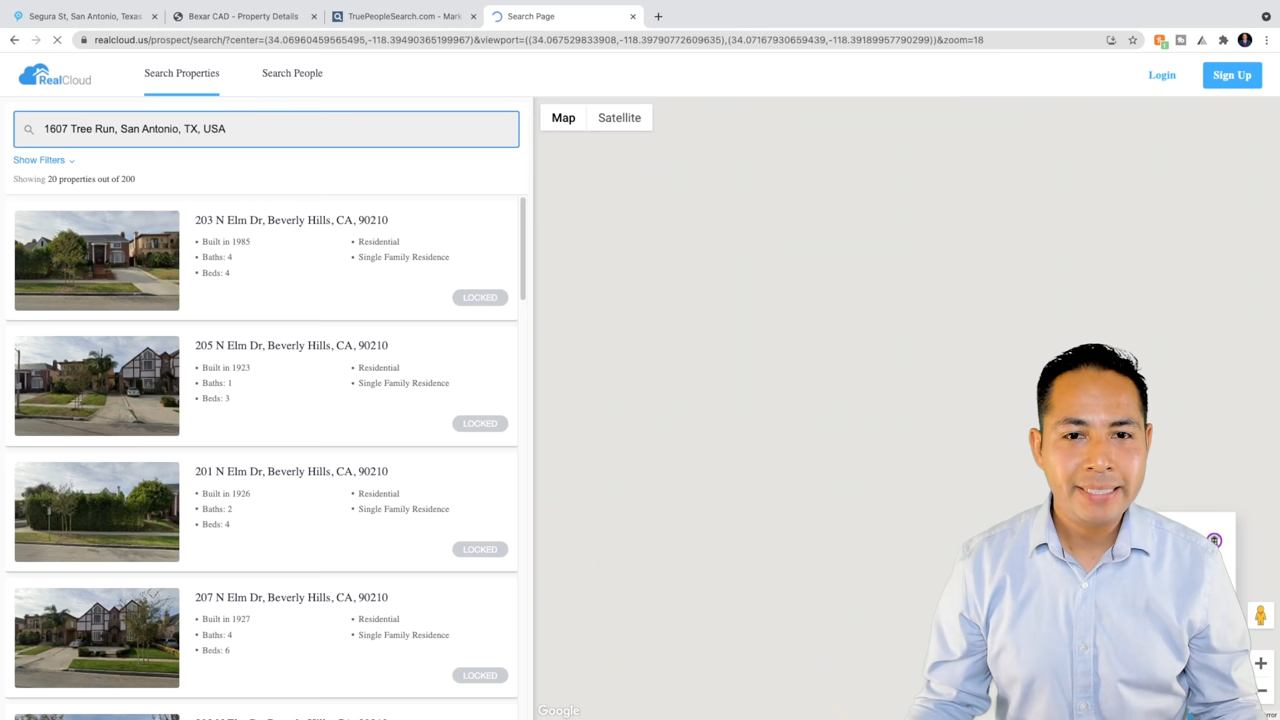 Segura St, San Antonio, Texas
Bexar CAD - Property Details
TruePeopleSearch.com - Mark
Search Page
realcloud.us/prospect/search/?center=(34.06960459565495,-118.39490365199967)&viewport=((34.067529833908,-118.39790772609635),(34.07167930659439,-118.39189957790299))&zoom=18
RealCloud
Search Properties
Search People
Login
Sign Up
1607 Tree Run, San Antonio, TX, USA
Show Filters
Showing 20 properties out of 200
Map
Satellite
203 N Elm Dr, Beverly Hills, CA, 90210
• Built in 1985
• Residential
• Baths: 4
• Single Family Residence
• Beds: 4
LOCKED
205 N Elm Dr, Beverly Hills, CA, 90210
• Built in 1923
• Residential
• Baths: 1
• Single Family Residence
• Beds: 3
LOCKED
201 N Elm Dr, Beverly Hills, CA, 90210
• Built in 1926
• Residential
• Baths: 2
• Single Family Residence
• Beds: 4
LOCKED
207 N Elm Dr, Beverly Hills, CA, 90210
• Built in 1927
• Residential
• Baths: 4
• Single Family Residence
• Beds: 6
LOCKED
Google